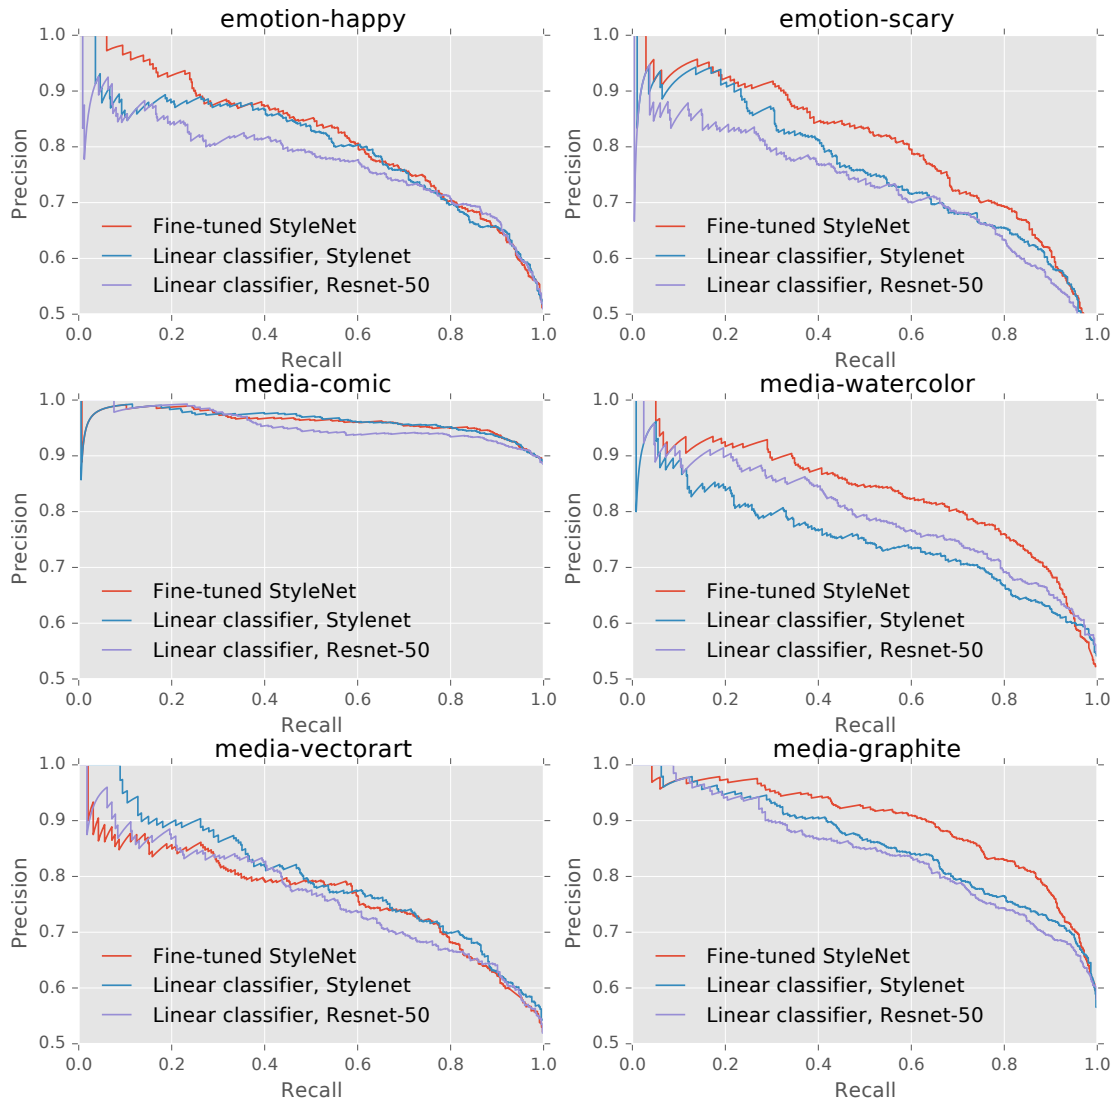 emotion-happy
1.0
0.9
0.8
0.7
0.6
0.5
Precision
Fine-tuned StyleNet
Linear classifier, Stylenet
Linear classifier, Resnet-50
0.0 0.2 0.4 0.6 0.8 1.0
Recall
emotion-scary
1.0
0.9
0.8
0.7
0.6
0.5
Precision
Fine-tuned StyleNet
Linear classifier, Stylenet
Linear classifier, Resnet-50
0.0 0.2 0.4 0.6 0.8 1.0
Recall
media-comic
1.0
0.9
0.8
0.7
0.6
0.5
Precision
Fine-tuned StyleNet
Linear classifier, Stylenet
Linear classifier, Resnet-50
0.0 0.2 0.4 0.6 0.8 1.0
Recall
media-watercolor
1.0
0.9
0.8
0.7
0.6
0.5
Precision
Fine-tuned StyleNet
Linear classifier, Stylenet
Linear classifier, Resnet-50
0.0 0.2 0.4 0.6 0.8 1.0
Recall
media-vectorart
1.0
0.9
0.8
0.7
0.6
0.5
Precision
Fine-tuned StyleNet
Linear classifier, Stylenet
Linear classifier, Resnet-50
0.0 0.2 0.4 0.6 0.8 1.0
Recall
media-graphite
1.0
0.9
0.8
0.7
0.6
0.5
Precision
Fine-tuned StyleNet
Linear classifier, Stylenet
Linear classifier, Resnet-50
0.0 0.2 0.4 0.6 0.8 1.0
Recall